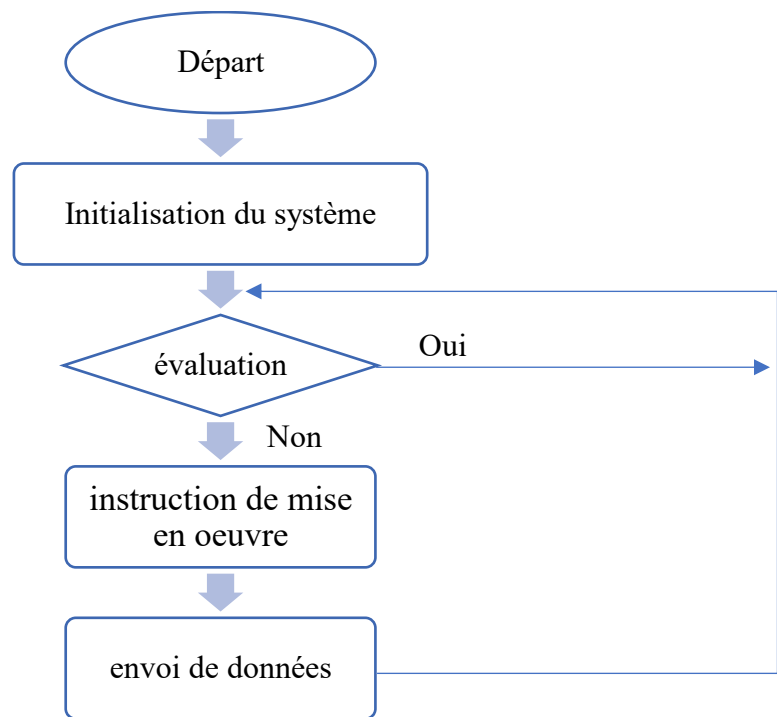 Départ
Initialisation du système
évaluation
Oui
Non
instruction de mise
en oeuvre
envoi de données